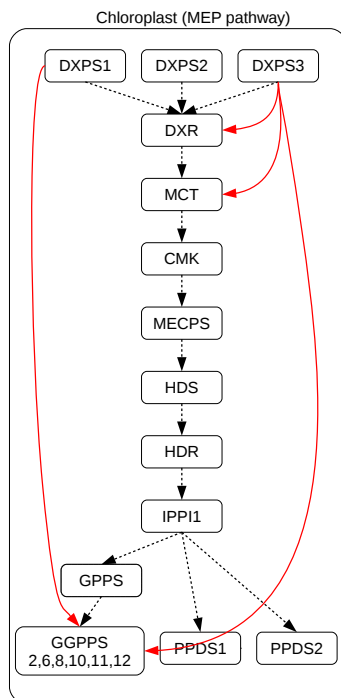 Chloroplast (MEP pathway)
DXPS1 DXPS2 DXPS3
DXR
MCT
CMK
MECPS
HDS
HDR
IPPI1
GPPS
GGPPS
2,6,8,10,11,12
PPDS1 PPDS2